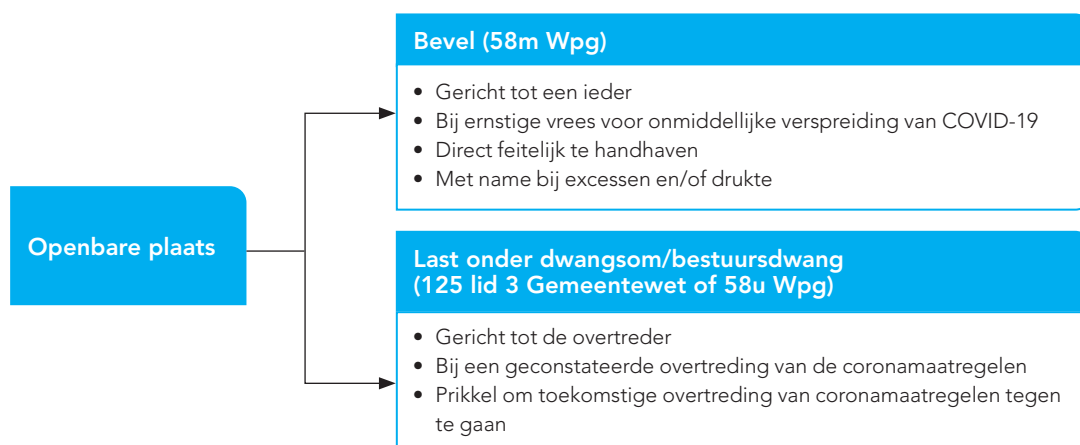 Openbare plaats
Bevel (58m Wpg)
• Gericht tot een ieder
• Bij ernstige vrees voor onmiddellijke verspreiding van COVID-19
• Direct feitelijk te handhaven
• Met name bij excessen en/of drukte
Last onder dwangsom/bestuursdwang
(125 lid 3 Gemeentewet of 58u Wpg)
• Gericht tot de overtreder
• Bij een geconstateerde overtreding van de coronamaatregelen
• Prikkel om toekomstige overtreding van coronamaatregelen tegen
te gaan